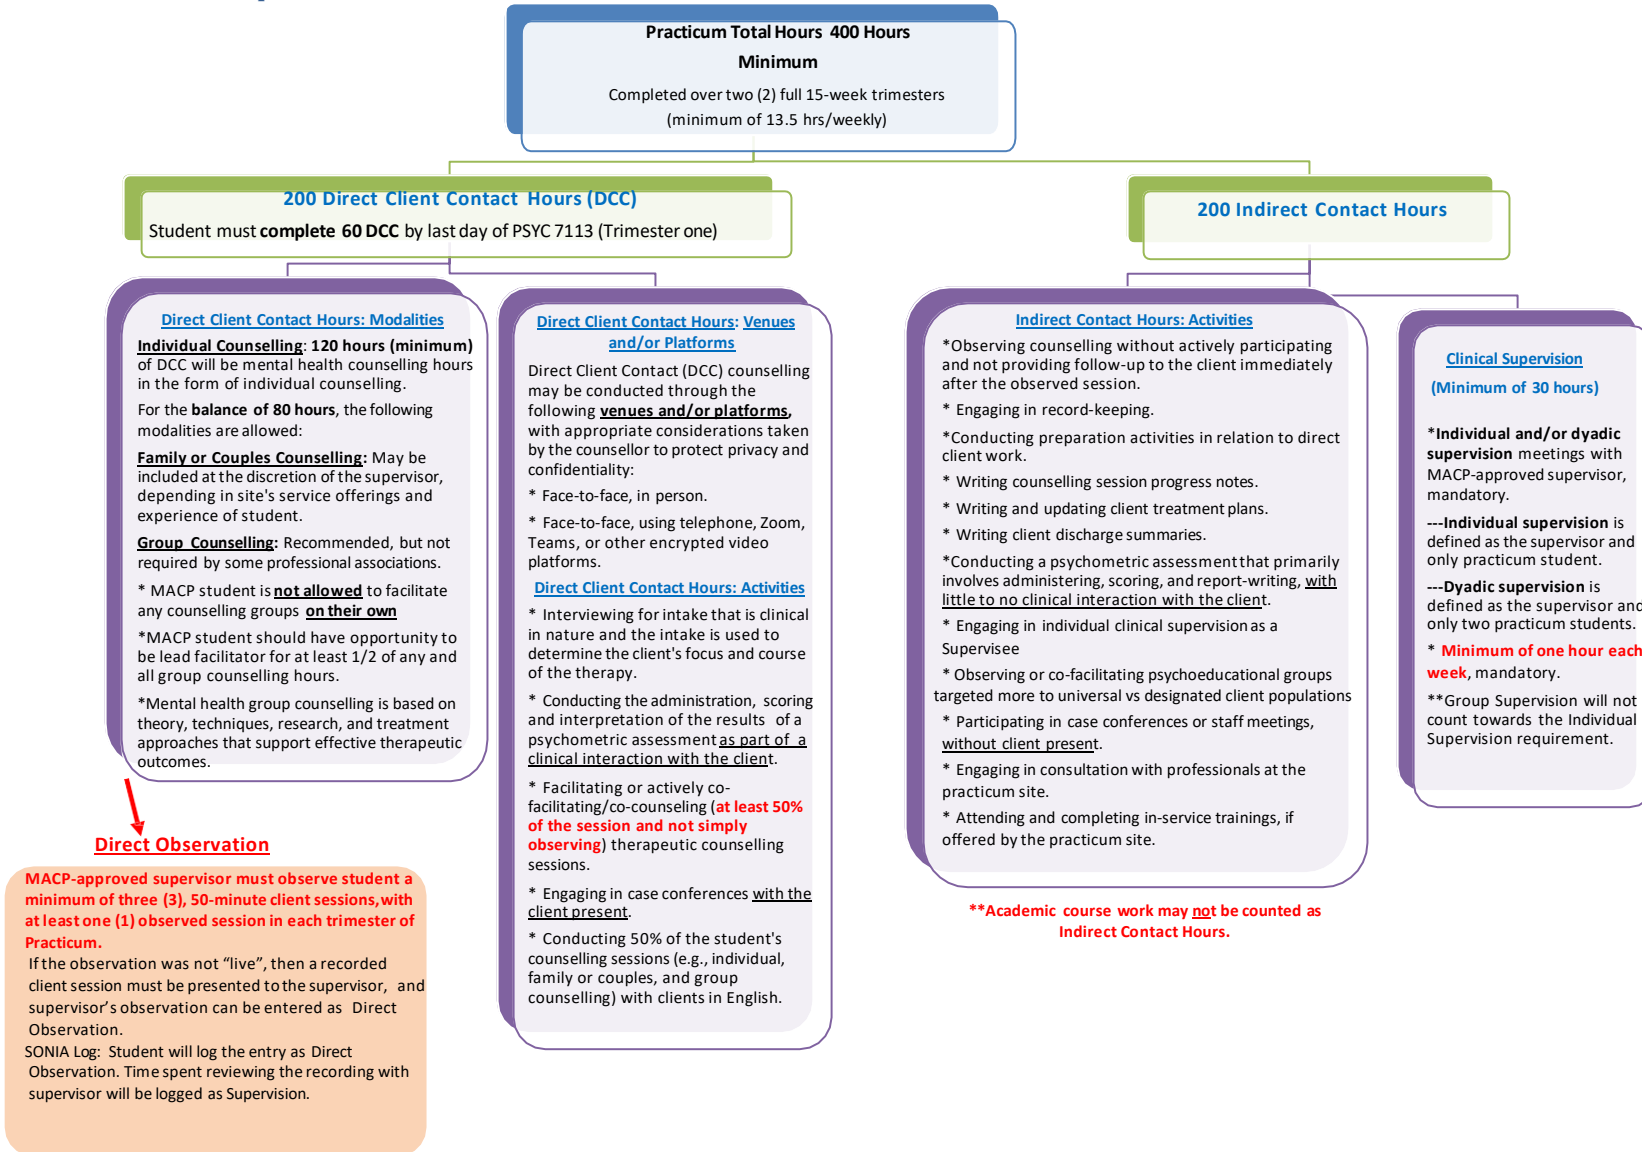 Practicum Total Hours 400 Hours
Minimum
Completed over two (2) full 15-week trimesters
(minimum of 13.5 hrs/weekly)
200 Direct Client Contact Hours (DCC)
Student must complete 60 DCC by last day of PSYC 7113 (Trimester one)
200 Indirect Contact Hours
Direct Client Contact Hours: Modalities
Individual Counselling: 120 hours (minimum)
of DCC will be mental health counselling hours
in the form of individual counselling.
For the balance of 80 hours, the following
modalities are allowed:
Family or Couples Counselling: May be
included at the discretion of the supervisor,
depending in site's service offerings and
experience of student.
Group Counselling: Recommended, but not
required by some professional associations.
* MACP student is not allowed to facilitate
any counselling groups on their own
*MACP student should have opportunity to
be lead facilitator for at least 1/2 of any and
all group counselling hours.
*Mental health group counselling is based on
theory, techniques, research, and treatment
approaches that support effective therapeutic
outcomes.
Direct Observation
MACP-approved supervisor must observe student a
minimum of three (3), 50-minute client sessions, with
at least one (1) observed session in each trimester of
Practicum.
If the observation was not “live”, then a recorded
client session must be presented to the supervisor, and
supervisor’s observation can be entered as Direct
Observation.
SONIA Log: Student will log the entry as Direct
Observation. Time spent reviewing the recording with
supervisor will be logged as Supervision.
Direct Client Contact Hours: Venues
and/or Platforms
Direct Client Contact (DCC) counselling
may be conducted through the
following venues and/or platforms,
with appropriate considerations taken
by the counsellor to protect privacy and
confidentiality:
* Face-to-face, in person.
* Face-to-face, using telephone, Zoom,
Teams, or other encrypted video
platforms.
Direct Client Contact Hours: Activities
* Interviewing for intake that is clinical
in nature and the intake is used to
determine the client's focus and course
of the therapy.
* Conducting the administration, scoring
and interpretation of the results of a
psychometric assessment as part of a
clinical interaction with the client.
* Facilitating or actively co-
facilitating/co-counseling (at least 50%
of the session and not simply
observing) therapeutic counselling
sessions.
* Engaging in case conferences with the
client present.
* Conducting 50% of the student's
counselling sessions (e.g., individual,
family or couples, and group
counselling) with clients in English.
Indirect Contact Hours: Activities
*Observing counselling without actively participating
and not providing follow-up to the client immediately
after the observed session.
* Engaging in record-keeping.
*Conducting preparation activities in relation to direct
client work.
* Writing counselling session progress notes.
* Writing and updating client treatment plans.
* Writing client discharge summaries.
*Conducting a psychometric assessment that primarily
involves administering, scoring, and report-writing, with
little to no clinical interaction with the client.
* Engaging in individual clinical supervision as a
Supervisee
* Observing or co-facilitating psychoeducational groups
targeted more to universal vs designated client populations
* Participating in case conferences or staff meetings,
without client present.
* Engaging in consultation with professionals at the
practicum site.
* Attending and completing in-service trainings, if
offered by the practicum site.
**Academic course work may not be counted as
Indirect Contact Hours.
Clinical Supervision
(Minimum of 30 hours)
*Individual and/or dyadic
supervision meetings with
MACP-approved supervisor,
mandatory.
---Individual supervision is
defined as the supervisor and
only practicum student.
---Dyadic supervision is
defined as the supervisor and
only two practicum students.
* Minimum of one hour each
week, mandatory.
**Group Supervision will not
count towards the Individual
Supervision requirement.